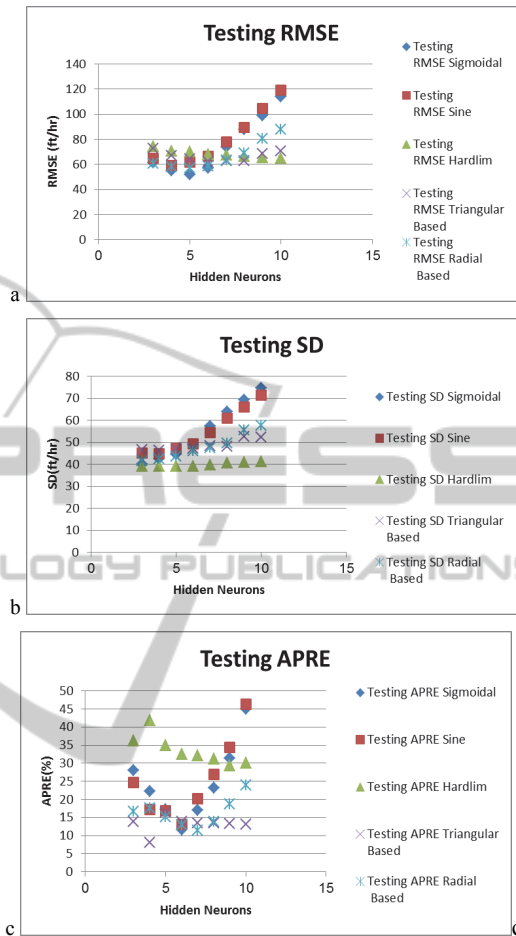 Testing RMSE
RMSE (ft/hr)
140
120
100
80
60
40
20
0
0 5 10 15
Hidden Neurons
Testing
RMSE Sigmoidal
Testing
RMSE Sine
Testing
RMSE Hardlim
Testing
RMSE Triangular
Based
Testing
RMSE Radial
Based
a
Testing SD
SD(ft/hr)
80
70
60
50
40
30
20
10
0
0 5 10 15
Hidden Neurons
Testing SD Sigmoidal
Testing SD Sine
Testing SD Hardlim
Testing SD Triangular
Based
Testing SD Radial
Based
b
Testing APRE
APRE(%)
50
45
40
35
30
25
20
15
10
5
0
0 5 10 15
Hidden Neurons
Testing APRE Sigmoidal
Testing APRE Sine
Testing APRE Hardlim
Testing APRE Triangular
Based
Testing APRE Radial
Based
c